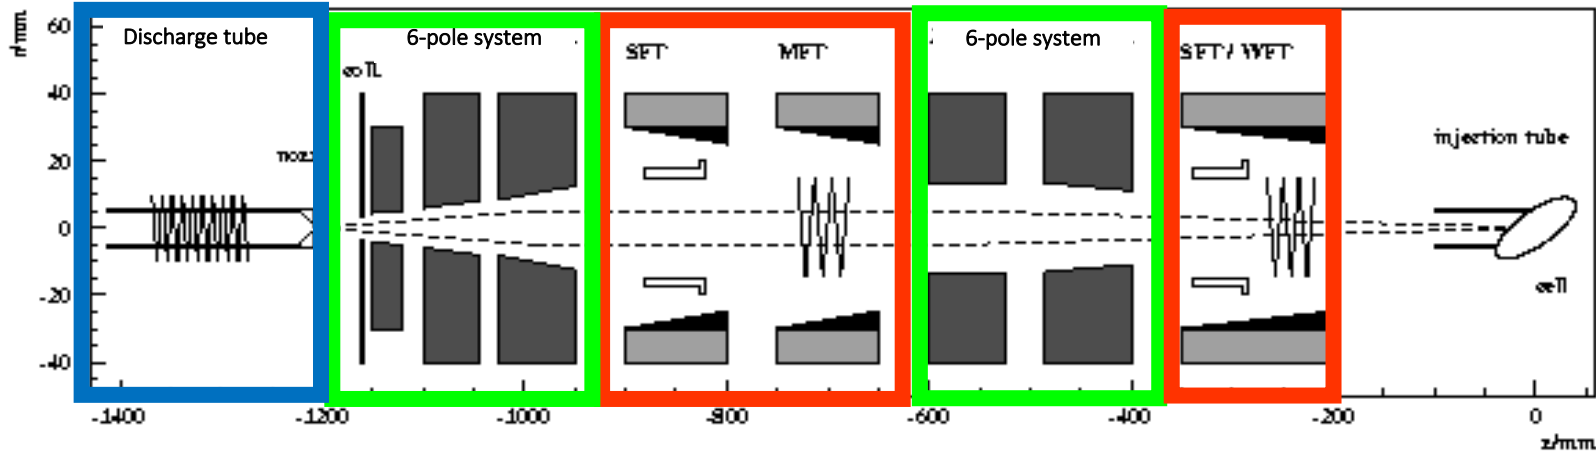 r/mm
60
40
20
0
-20
-40
Discharge tube
6-pole system
6-pole system
SFT
MFT
SFT / WFT
injection tube
cell
-1400
-1200
-1000
-800
-600
-400
-200
0
z/mm